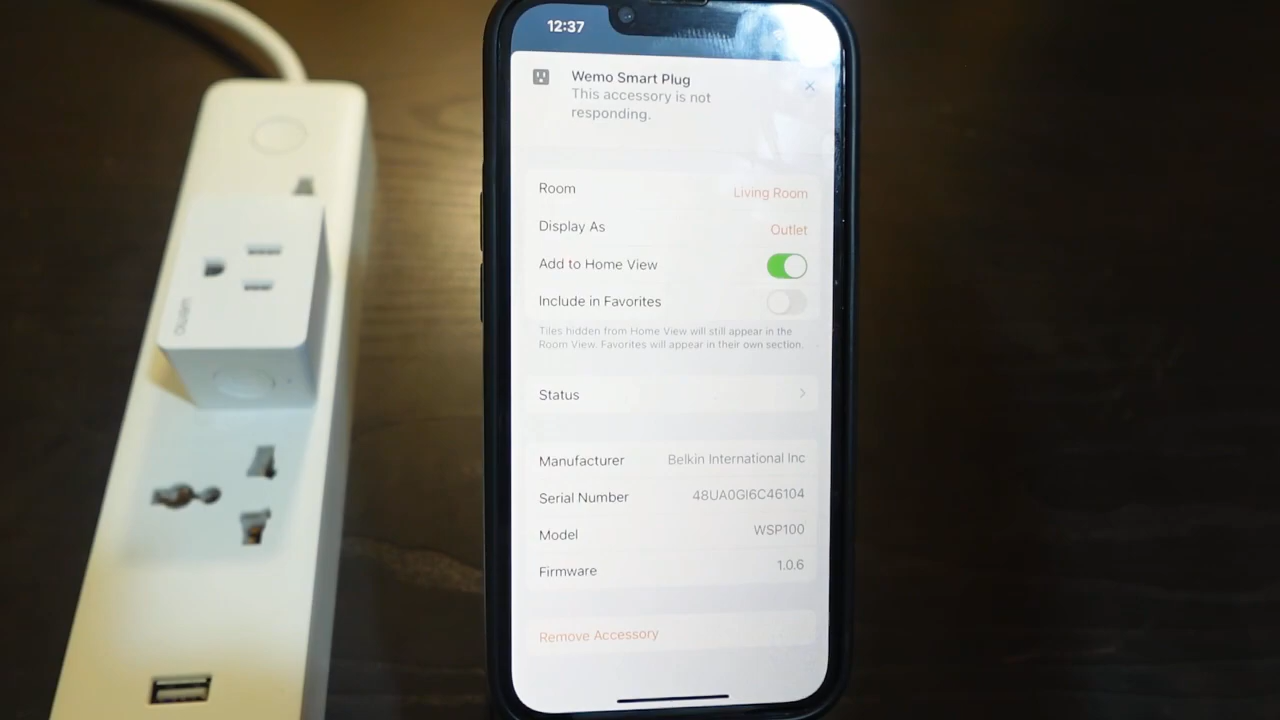 12:37
Wemo Smart Plug
This accessory is not
responding.
Room Living Room
Display As Outlet
Add to Home View
Include in Favorites
Tiles hidden from Home View will still appear in the
Room View. Favorites will appear in their own section.
Status
Manufacturer Belkin International Inc
Serial Number 48UA0GI6C46104
Model WSP100
Firmware 1.0.6
Remove Accessory
wemo